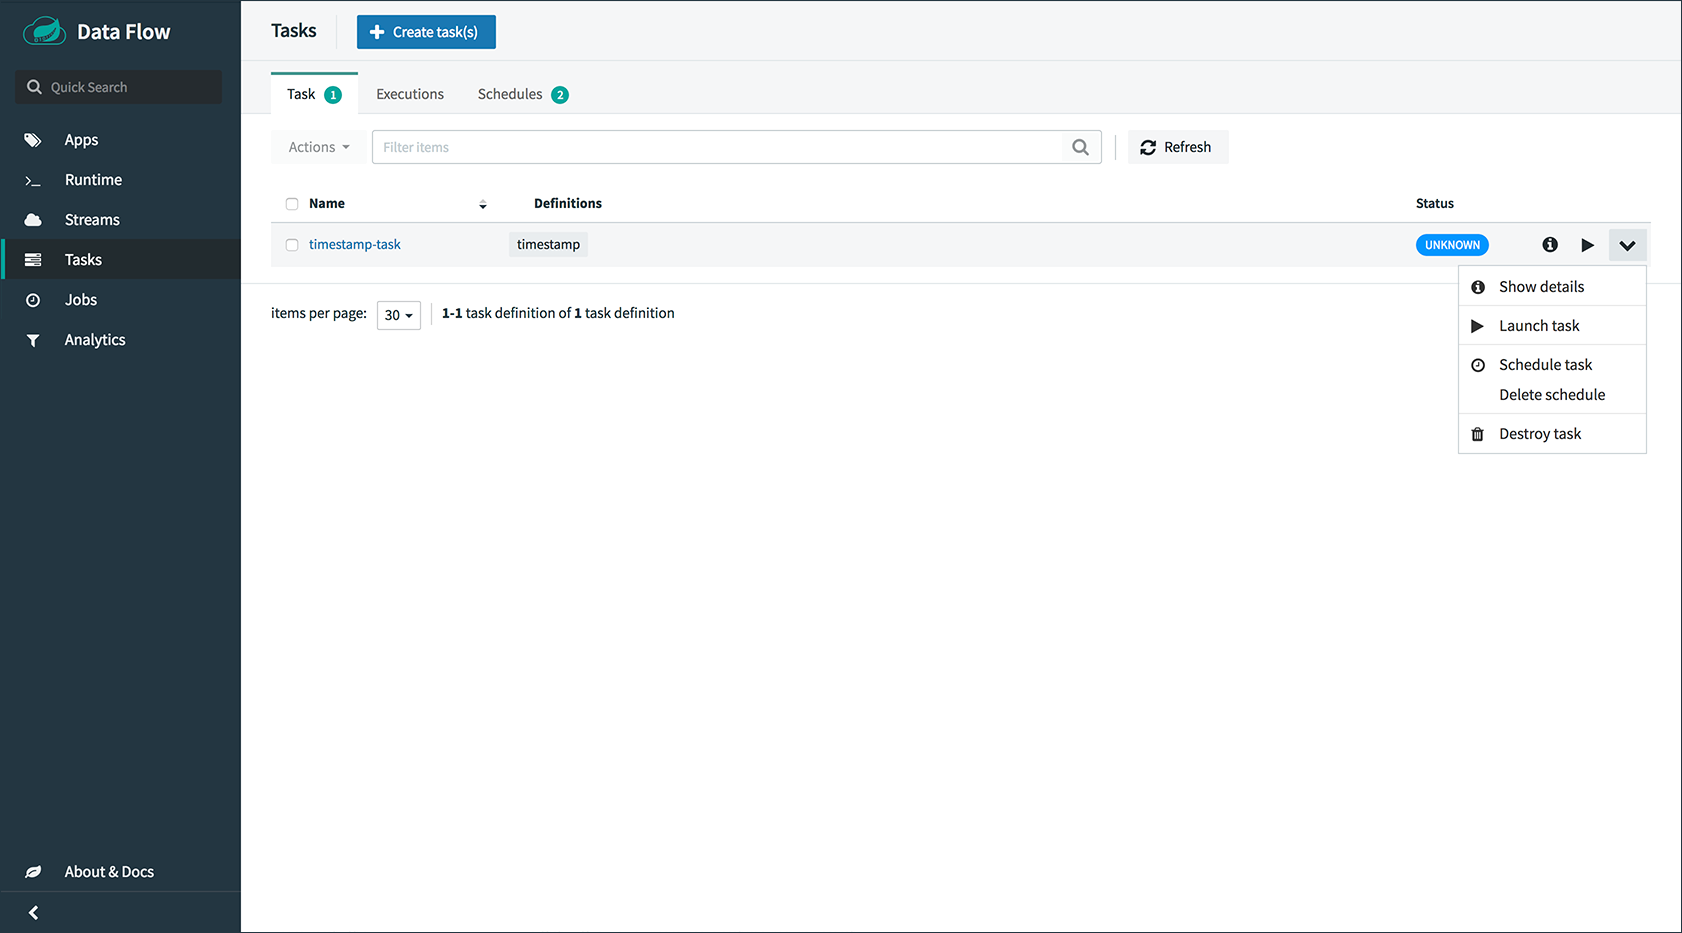 Data Flow
Quick Search
Apps
Runtime
Streams
Tasks
Jobs
Analytics
About & Docs
Tasks
Create task(s)
Task 1
Executions
Schedules 2
Actions
Filter items
Refresh
Name
Definitions
Status
timestamp-task
timestamp
UNKNOWN
Show details
Launch task
Schedule task
Delete schedule
Destroy task
items per page:
30
1-1 task definition of 1 task definition